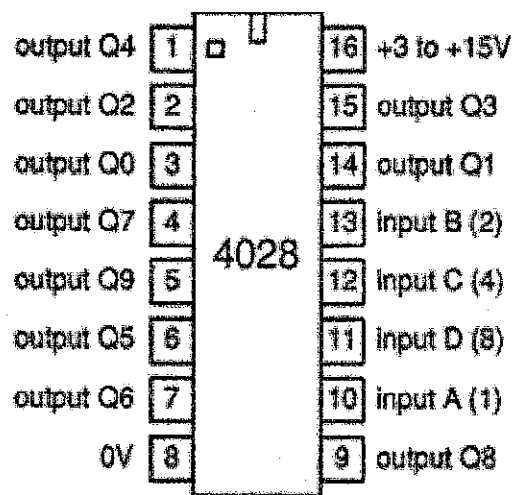 output Q4 1 16 +3 to +15V
output Q2 2 15 output Q3
output Q0 3 14 output Q1
output Q7 4 13 input B (2)
4028
output Q9 5 12 input C (4)
output Q5 6 11 input D (8)
output Q6 7 10 input A (1)
0V 8 9 output Q8